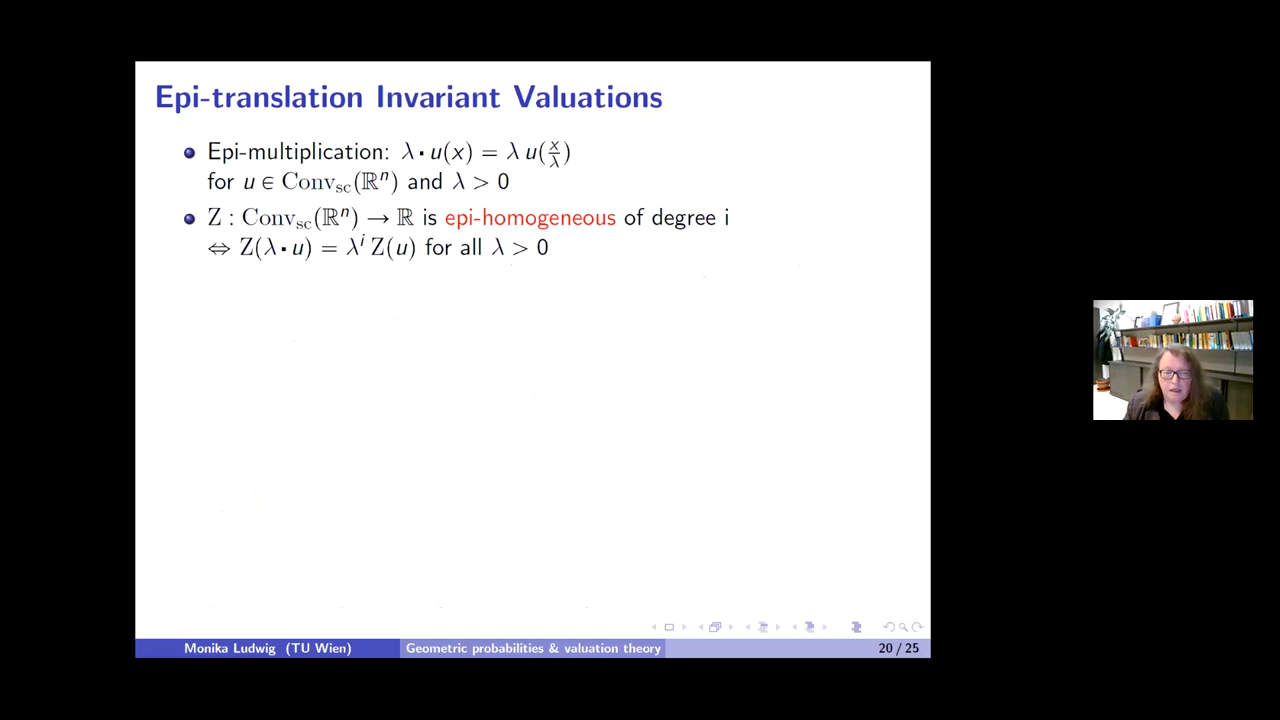 Epi-translation Invariant Valuations
Epi-multiplication: λ ▪ u(x) = λ u(x/λ)
for u ∈ Conv_sc(ℝⁿ) and λ > 0
Z : Conv_sc(ℝⁿ) → ℝ is epi-homogeneous of degree i
⇔ Z(λ ▪ u) = λⁱ Z(u) for all λ > 0
Monika Ludwig (TU Wien) Geometric probabilities & valuation theory 20 / 25